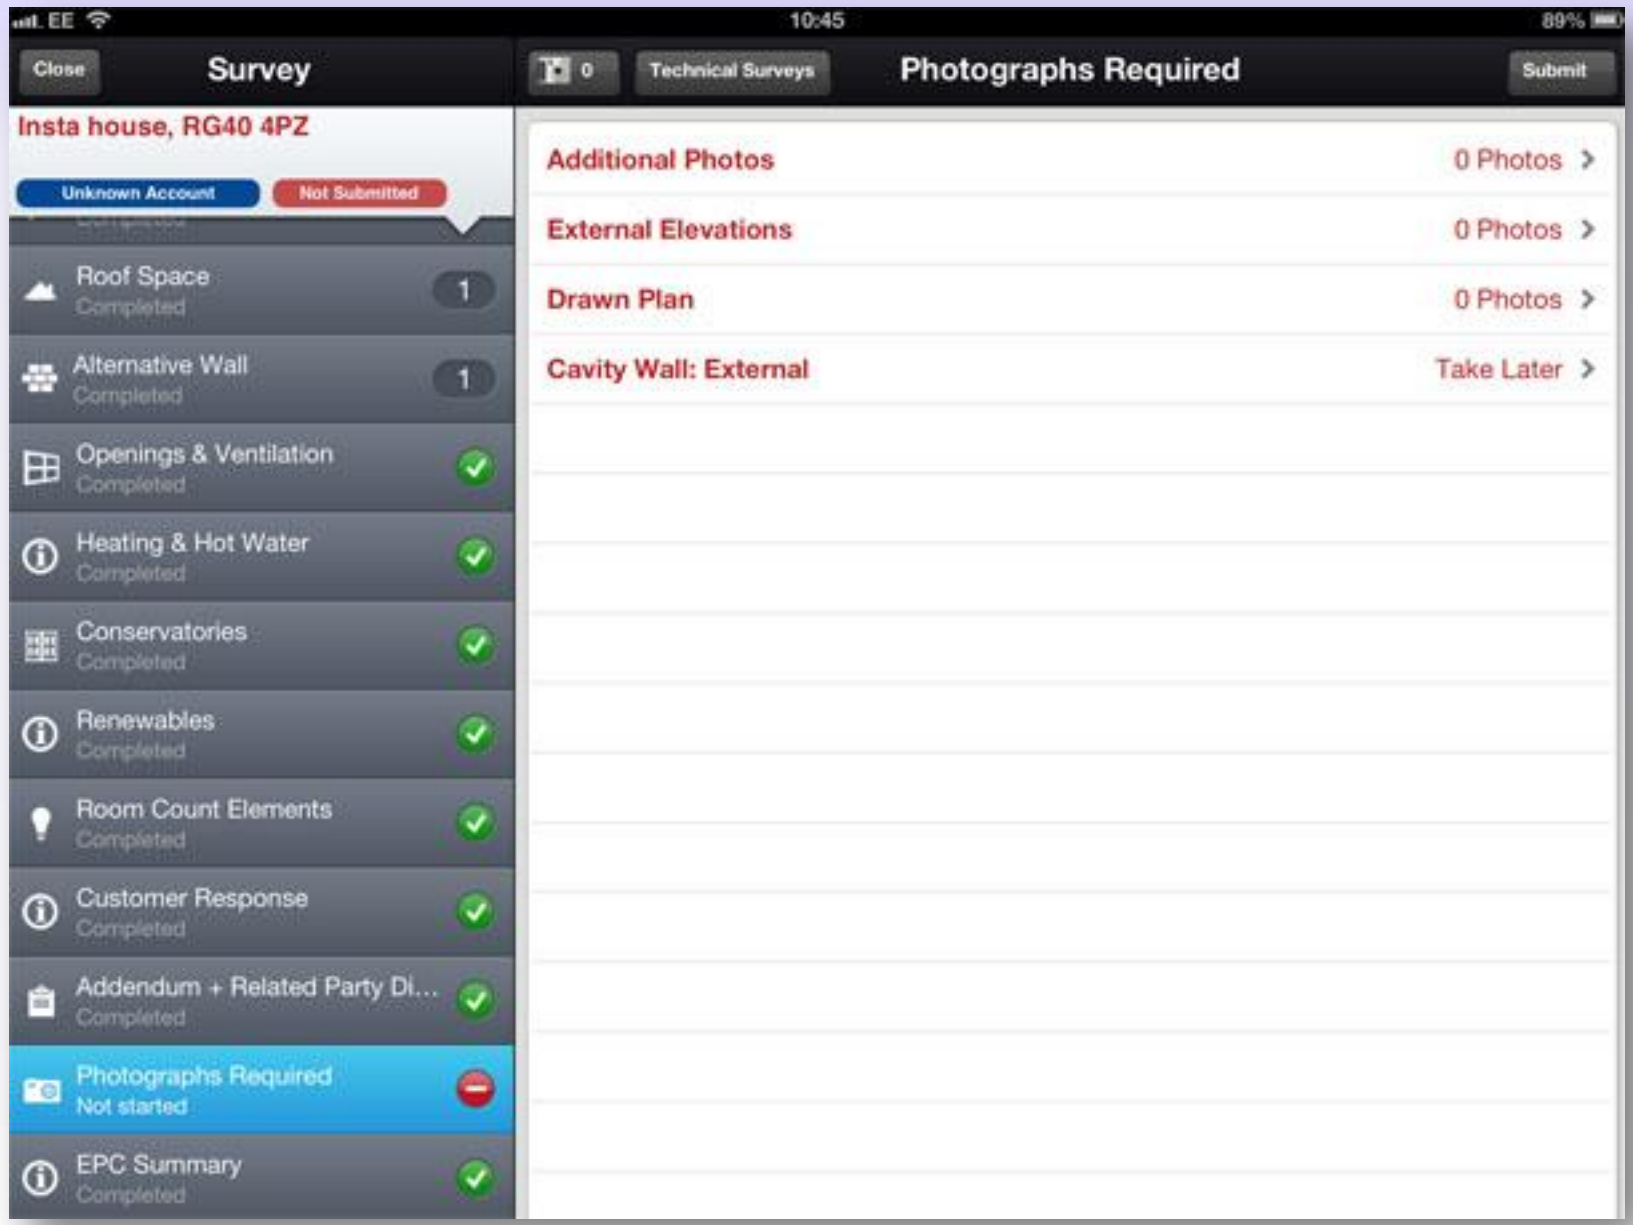 EE 10:45 89%
Close Survey 0 Technical Surveys Photographs Required Submit
Insta house, RG40 4PZ
Unknown Account Not Submitted
Completed
Roof Space
Completed
1
Alternative Wall
Completed
1
Openings & Ventilation
Completed
Heating & Hot Water
Completed
Conservatories
Completed
Renewables
Completed
Room Count Elements
Completed
Customer Response
Completed
Addendum + Related Party Di...
Completed
Photographs Required
Not started
EPC Summary
Completed
Additional Photos 0 Photos
External Elevations 0 Photos
Drawn Plan 0 Photos
Cavity Wall: External Take Later